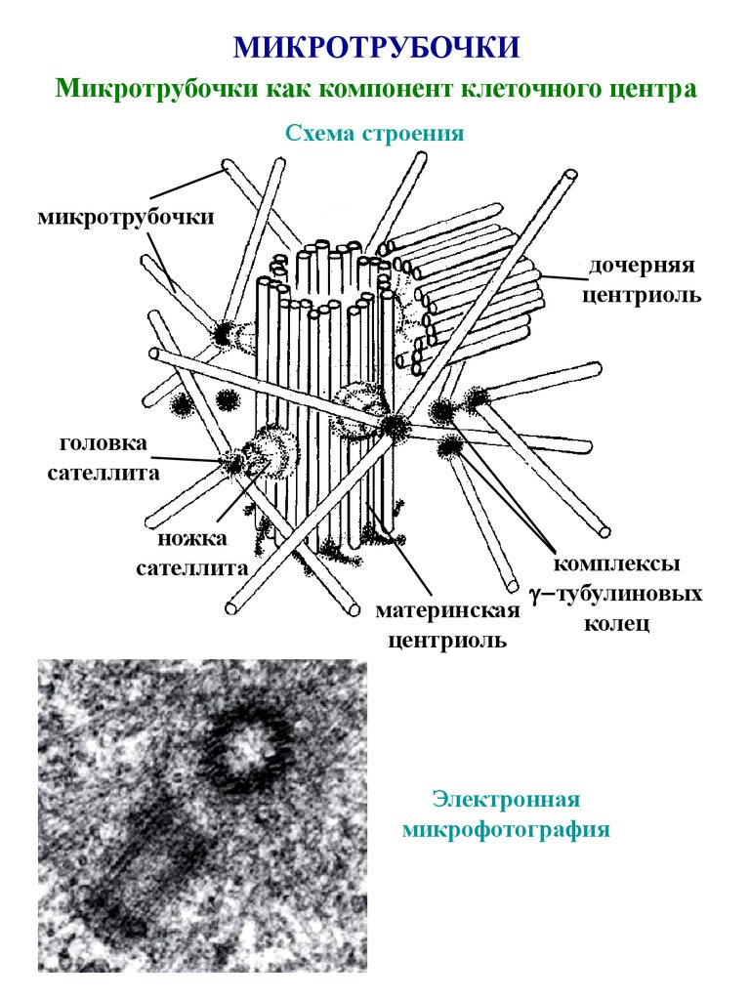 МИКРОТРУБОЧКИ
Микротрубочки как компонент клеточного центра
Схема строения
микротрубочки
дочерняя
центриоль
головка
сателлита
ножка
сателлита
комплексы
γ–тубулиновых
колец
материнская
центриоль
Электронная
микрофотография